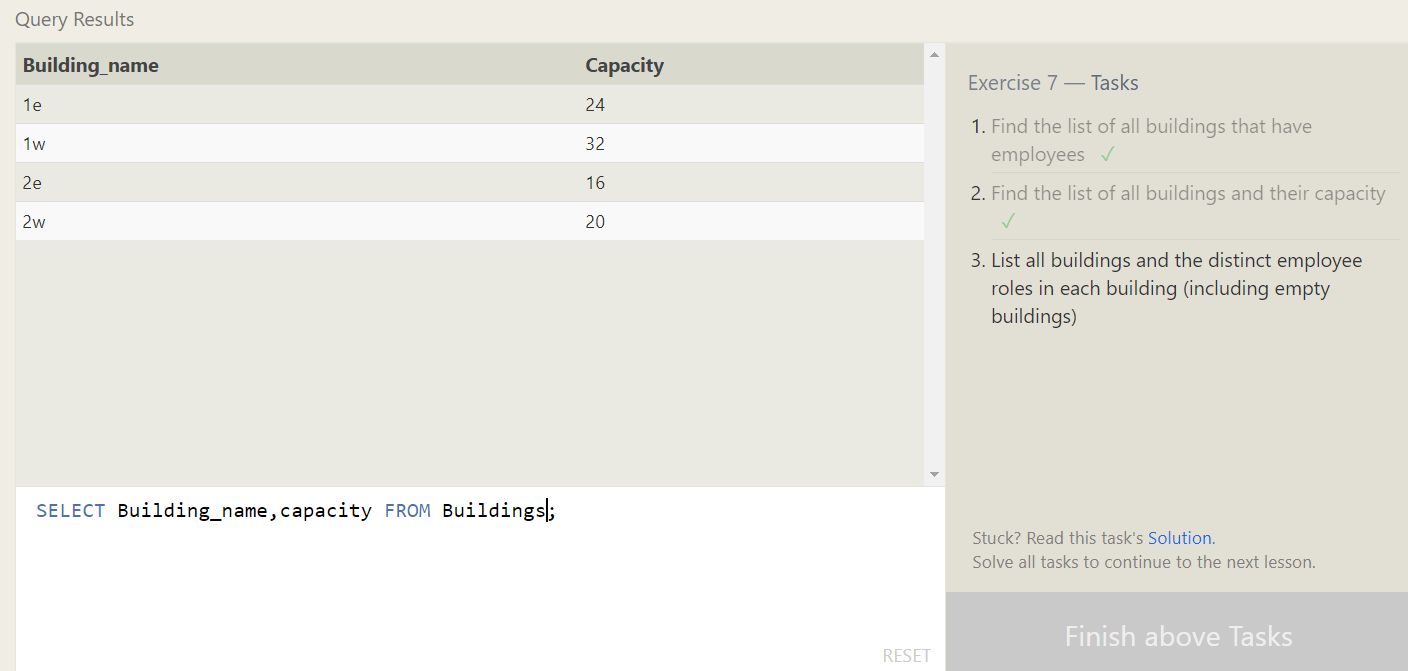 Query Results
Building_name Capacity
1e 24
1w 32
2e 16
2w 20
SELECT Building_name,capacity FROM Buildings;
RESET
Exercise 7 — Tasks
1. Find the list of all buildings that have
employees ✓
2. Find the list of all buildings and their capacity
✓
3. List all buildings and the distinct employee
roles in each building (including empty
buildings)
Stuck? Read this task's Solution.
Solve all tasks to continue to the next lesson.
Finish above Tasks